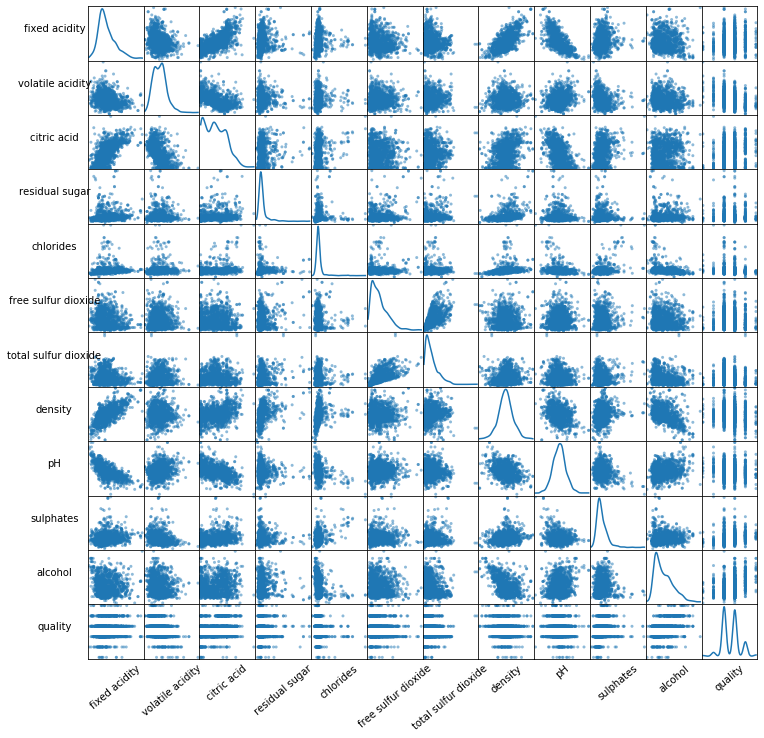 fixed acidity
volatile acidity
citric acid
residual sugar
chlorides
free sulfur dioxide
total sulfur dioxide
density
pH
sulphates
alcohol
quality
fixed acidity
volatile acidity
citric acid
residual sugar
chlorides
free sulfur dioxide
total sulfur dioxide
density
pH
sulphates
alcohol
quality